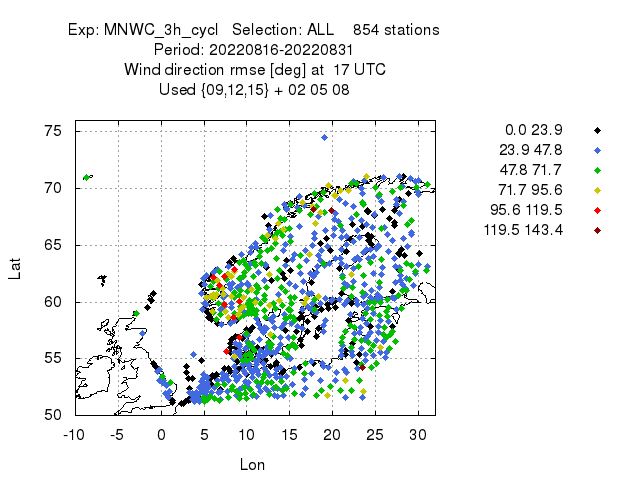 Exp: MNWC_3h_cycl   Selection: ALL    854 stations
Period: 20220816-20220831
Wind direction rmse [deg] at  17 UTC
Used {09,12,15} + 02 05 08
0.0 23.9
23.9 47.8
47.8 71.7
71.7 95.6
95.6 119.5
119.5 143.4
75
70
65
60
55
50
Lat
-10 -5 0 5 10 15 20 25 30
Lon